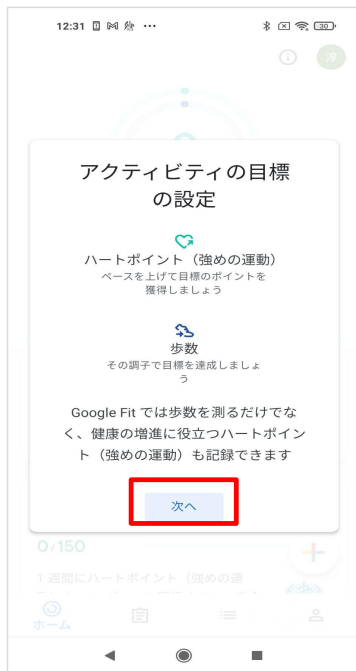 12:31
30
淳
アクティビティの目標
の設定
ハートポイント（強めの運動）
ペースを上げて目標のポイントを
獲得しましょう
歩数
その調子で目標を達成しましょ
う
Google Fit では歩数を測るだけでな
く、健康の増進に役立つハートポイン
ト（強めの運動）も記録できます
次へ
0/150
1 週間にハートポイント（強めの運
ホーム